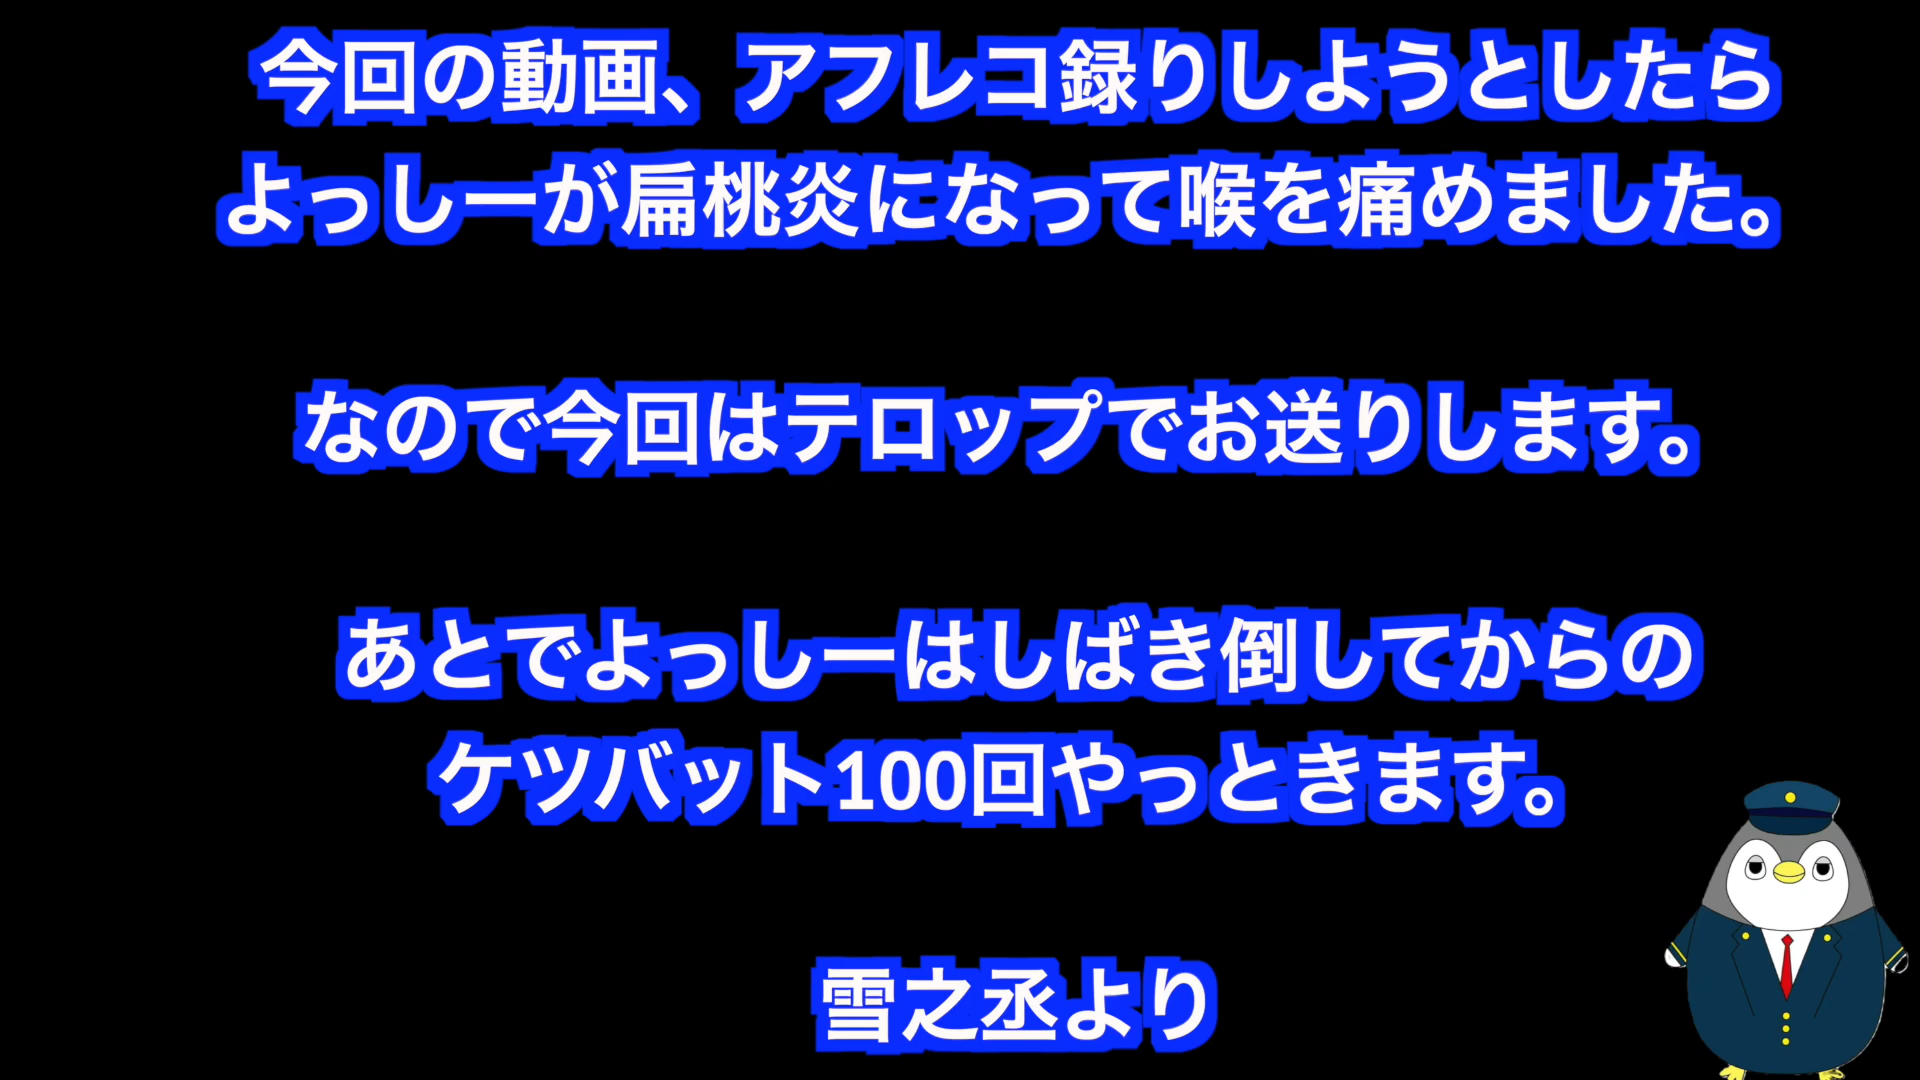 今回の動画、アフレコ録りしようとしたら
よっしーが扁桃炎になって喉を痛めました。
なので今回はテロップでお送りします。
あとでよっしーはしばき倒してからの
ケツバット100回やっときます。
雪之丞より